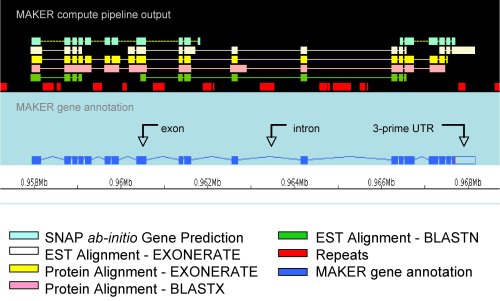 MAKER compute pipeline output
MAKER gene annotation
exon
intron
3-prime UTR
0.958Mb 0.96Mb 0.962Mb 0.964Mb 0.966Mb 0.968Mb
SNAP ab-initio Gene Prediction
EST Alignment - EXONERATE
Protein Alignment - EXONERATE
Protein Alignment - BLASTX
EST Alignment - BLASTN
Repeats
MAKER gene annotation